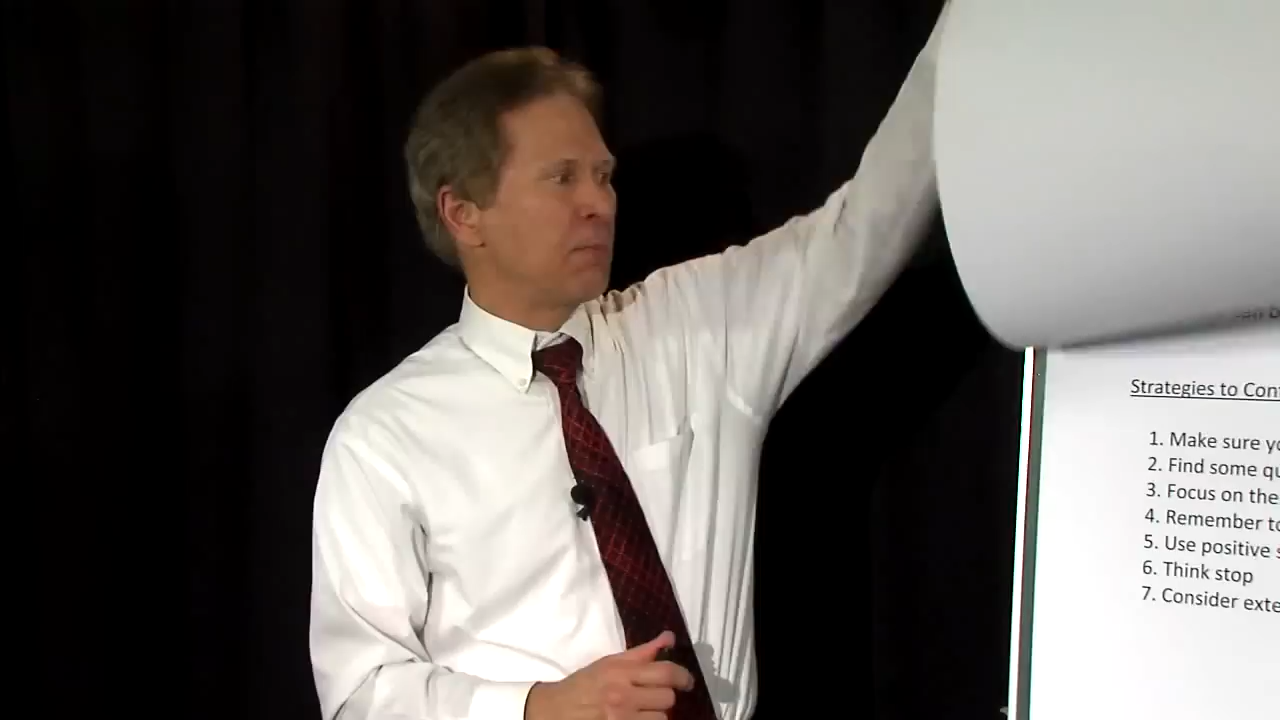 Strategies to Con
1. Make sure yo
2. Find some qu
3. Focus on the
4. Remember to
5. Use positive s
6. Think stop
7. Consider exte